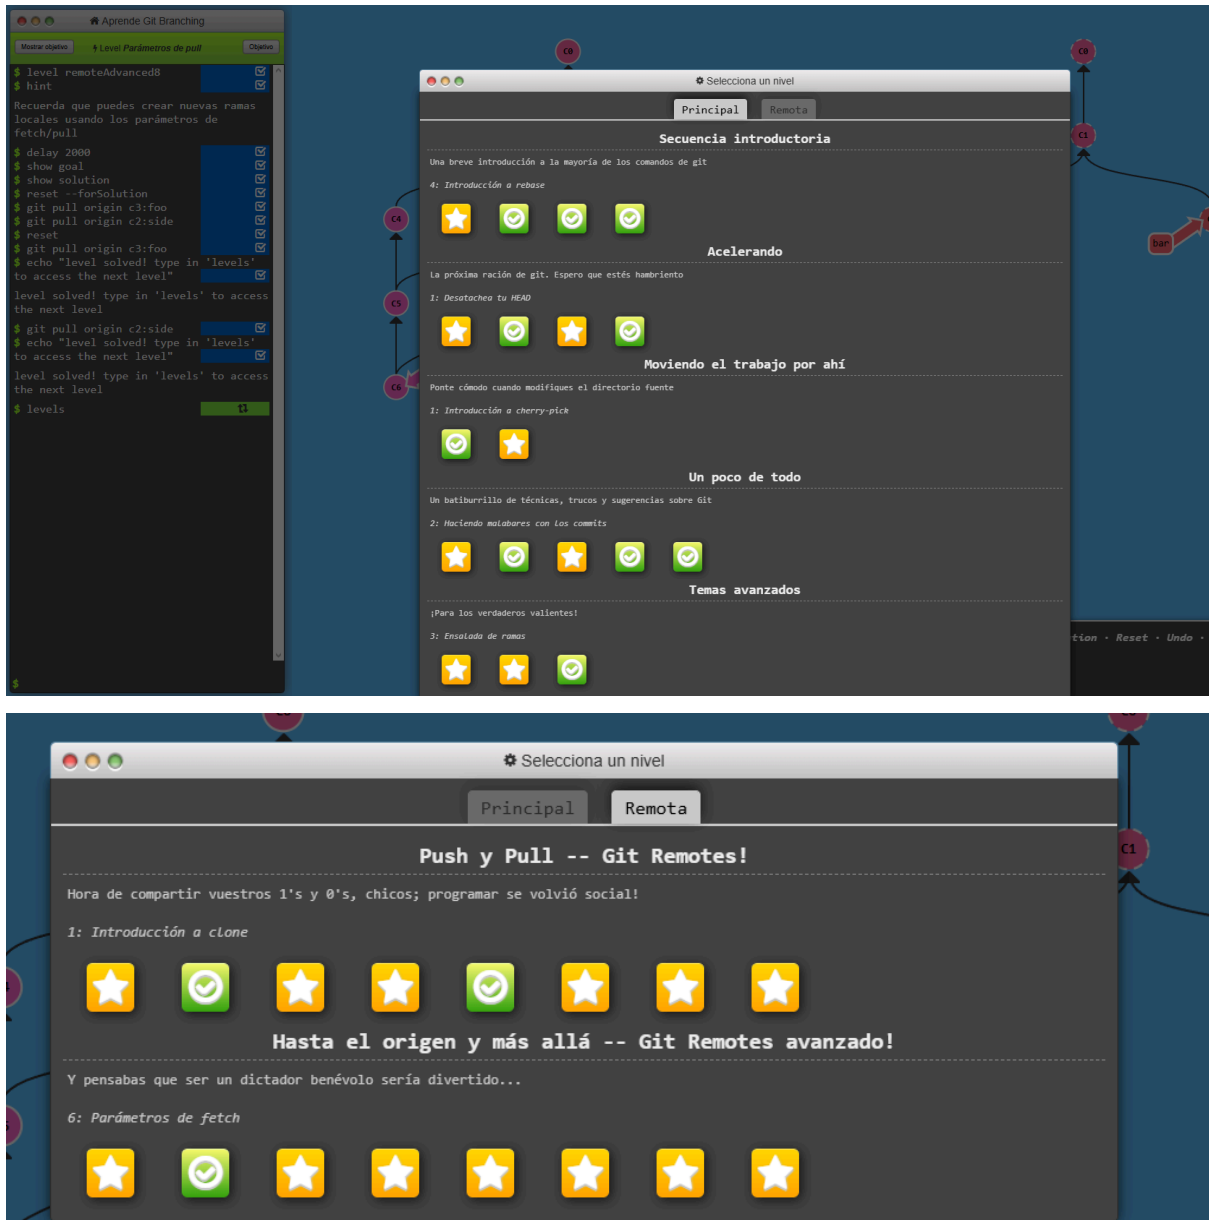 Aprende Git Branching
Mostrar objetivo
Level Parámetros de pull
Objetivo
$ level remoteAdvanced8
$ hint
Recuerda que puedes crear nuevas ramas
locales usando los parámetros de
fetch/pull
$ delay 2000
$ show goal
$ show solution
$ reset --forSolution
$ git pull origin c3:foo
$ git pull origin c2:side
$ reset
$ git pull origin c3:foo
$ echo "level solved! type in 'levels'
to access the next level"
level solved! type in 'levels' to access
the next level
$ git pull origin c2:side
$ echo "level solved! type in 'levels'
to access the next level"
level solved! type in 'levels' to access
the next level
$ levels
$
C0
C4
C5
C6
C0
C1
bar
Selecciona un nivel
Principal
Remota
Secuencia introductoria
Una breve introducción a la mayoría de los comandos de git
4: Introducción a rebase
Acelerando
La próxima ración de git. Espero que estés hambriento
1: Desatachea tu HEAD
Moviendo el trabajo por ahí
Ponte cómodo cuando modifiques el directorio fuente
1: Introducción a cherry-pick
Un poco de todo
Un batiburrillo de técnicas, trucos y sugerencias sobre Git
2: Haciendo malabares con los commits
Temas avanzados
¡Para los verdaderos valientes!
3: Ensalada de ramas
tion · Reset · Undo ·
Selecciona un nivel
Principal
Remota
C1
Push y Pull -- Git Remotes!
Hora de compartir vuestros 1's y 0's, chicos; programar se volvió social!
1: Introducción a clone
Hasta el origen y más allá -- Git Remotes avanzado!
Y pensabas que ser un dictador benévolo sería divertido...
6: Parámetros de fetch